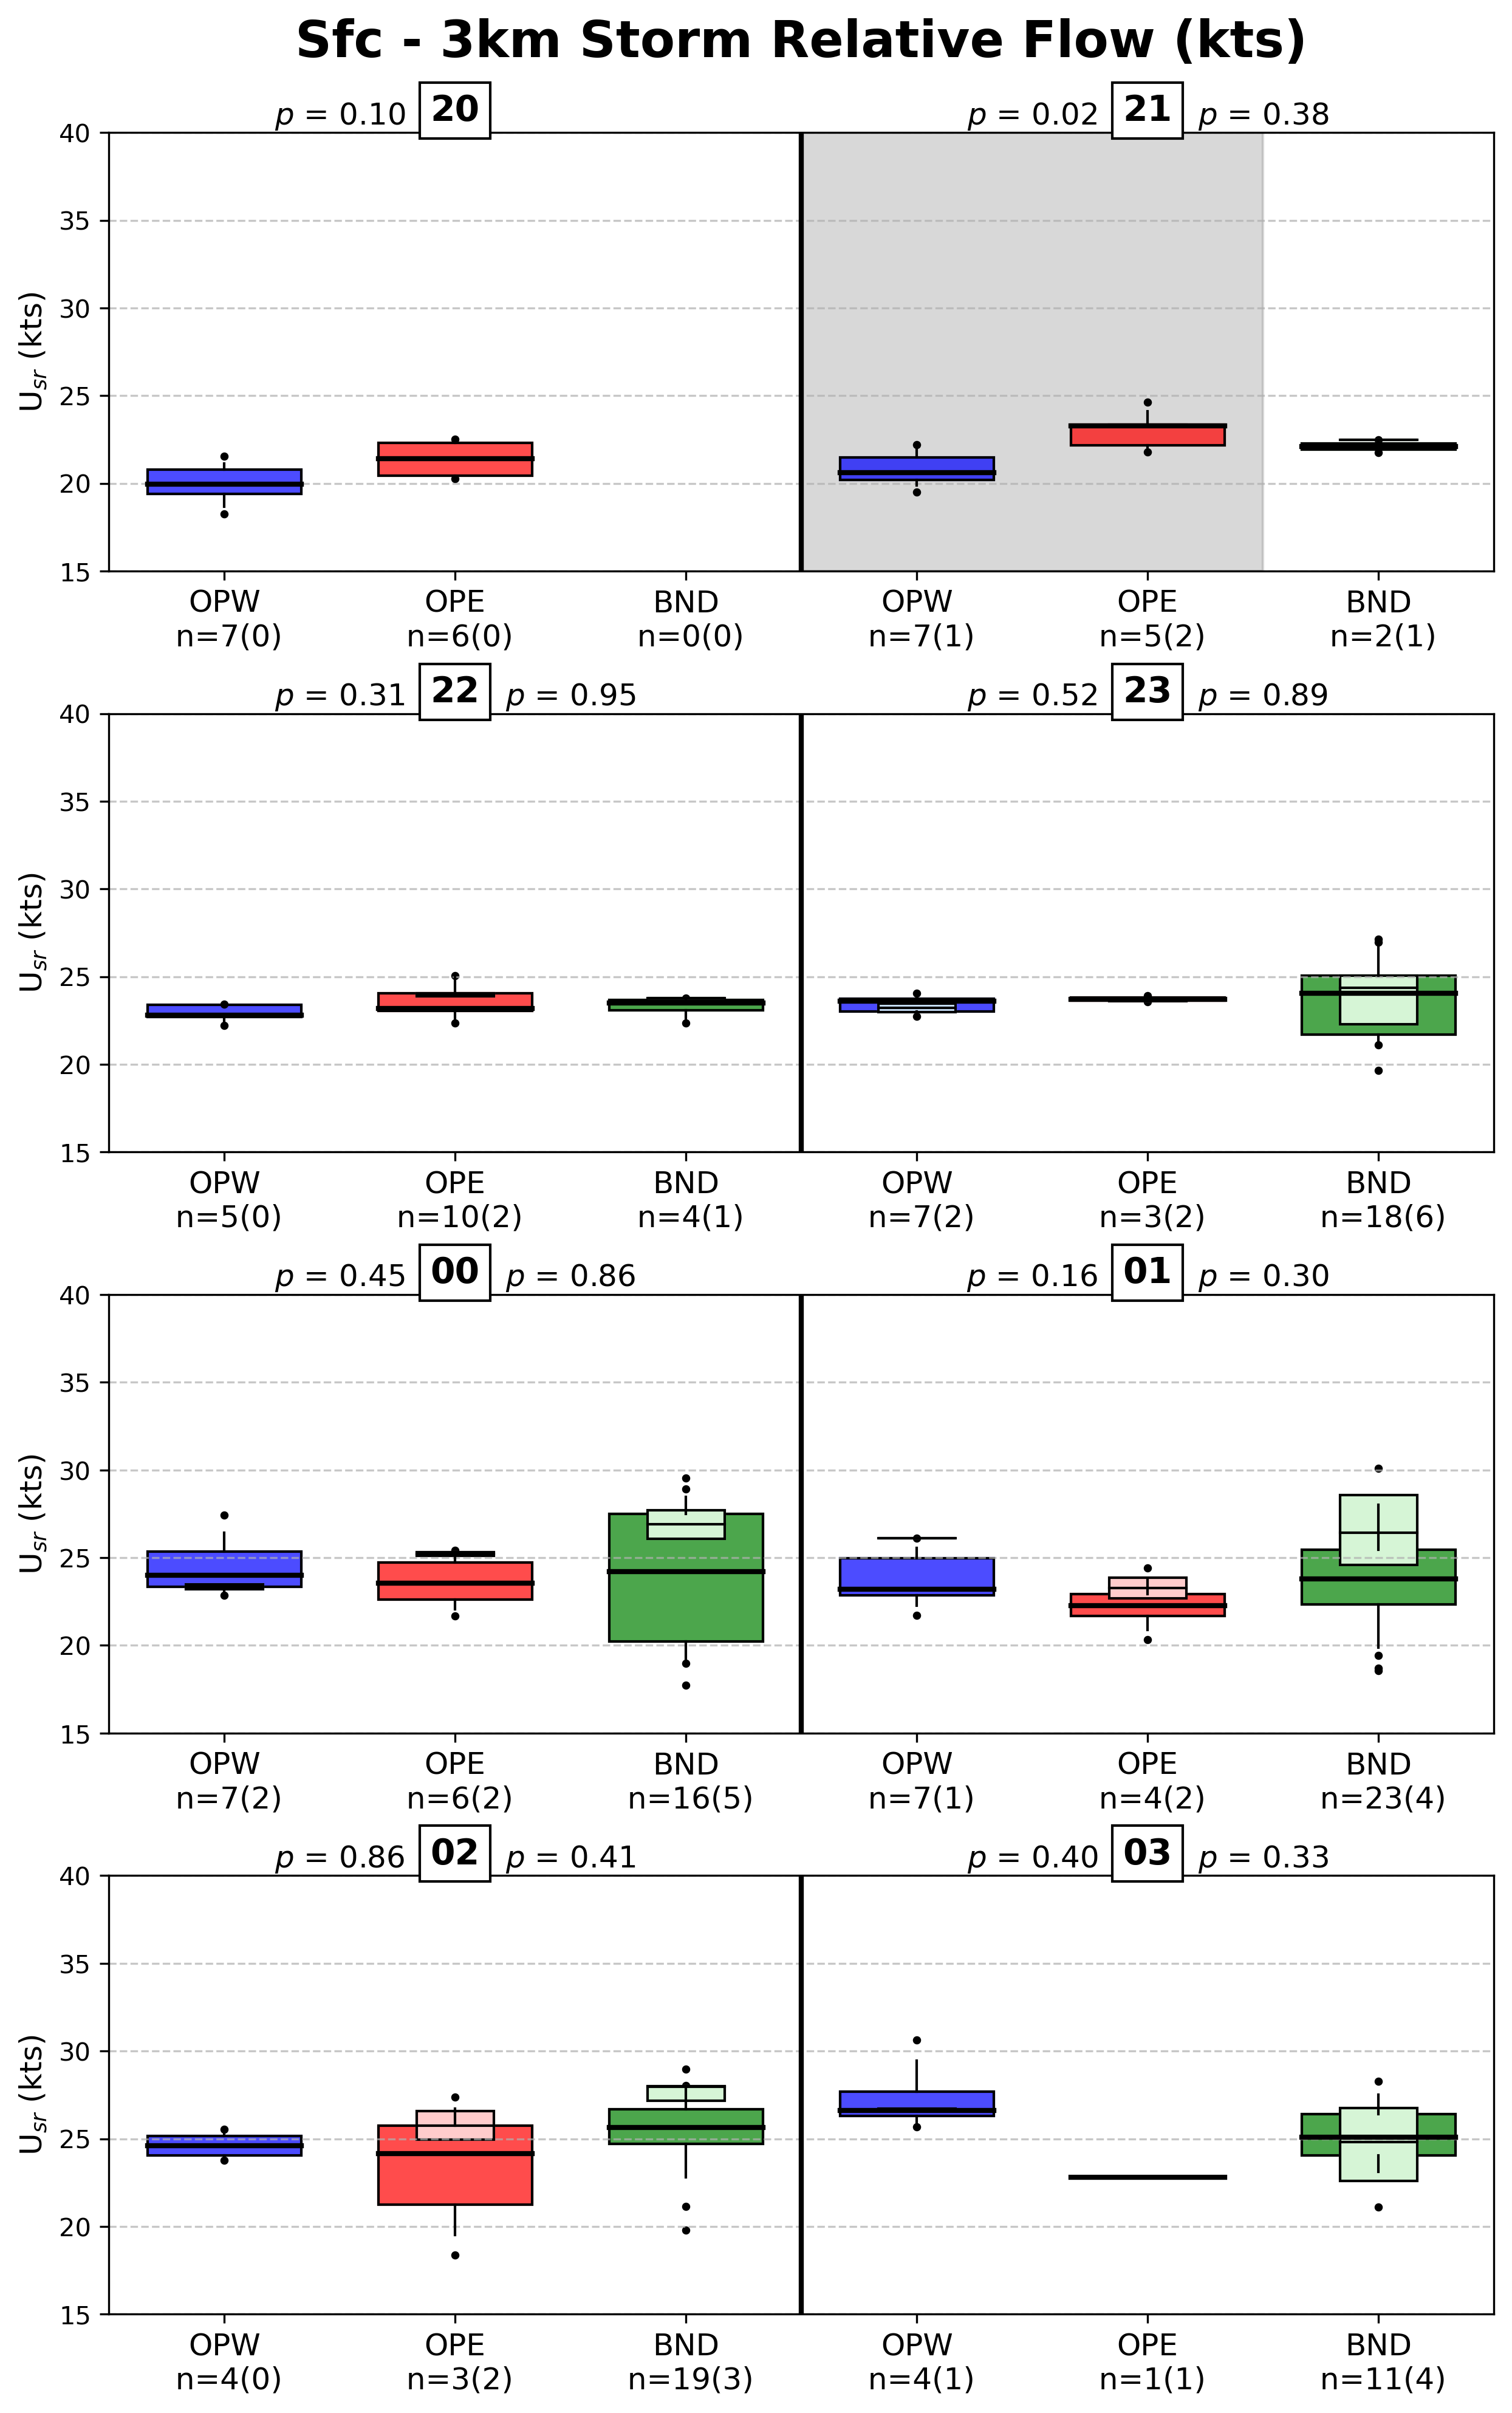 Sfc - 3km Storm Relative Flow (kts)
p = 0.10 20 p = 0.02 21 p = 0.38
40
35
30
25
20
15
U_sr (kts)
OPW OPE BND OPW OPE BND
n=7(0) n=6(0) n=0(0) n=7(1) n=5(2) n=2(1)
p = 0.31 22 p = 0.95 p = 0.52 23 p = 0.89
40
35
30
25
20
15
U_sr (kts)
OPW OPE BND OPW OPE BND
n=5(0) n=10(2) n=4(1) n=7(2) n=3(2) n=18(6)
p = 0.45 00 p = 0.86 p = 0.16 01 p = 0.30
40
35
30
25
20
15
U_sr (kts)
OPW OPE BND OPW OPE BND
n=7(2) n=6(2) n=16(5) n=7(1) n=4(2) n=23(4)
p = 0.86 02 p = 0.41 p = 0.40 03 p = 0.33
40
35
30
25
20
15
U_sr (kts)
OPW OPE BND OPW OPE BND
n=4(0) n=3(2) n=19(3) n=4(1) n=1(1) n=11(4)